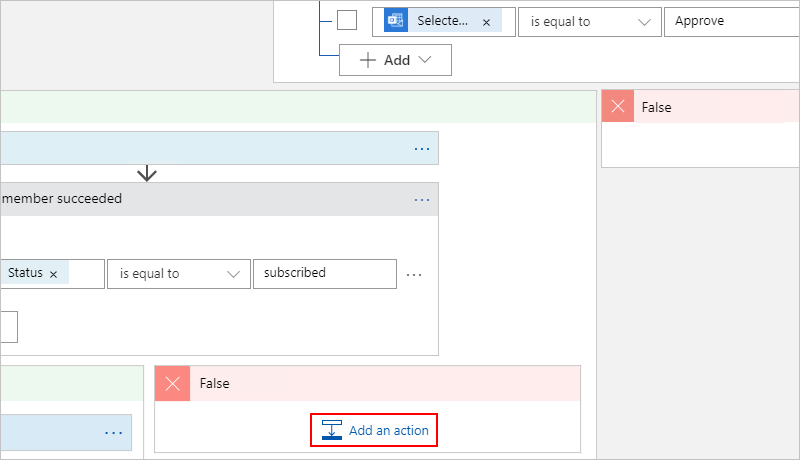 Selecte... × is equal to Approve
Add
False
...
member succeeded ...
Status × is equal to subscribed ...
False
...
Add an action